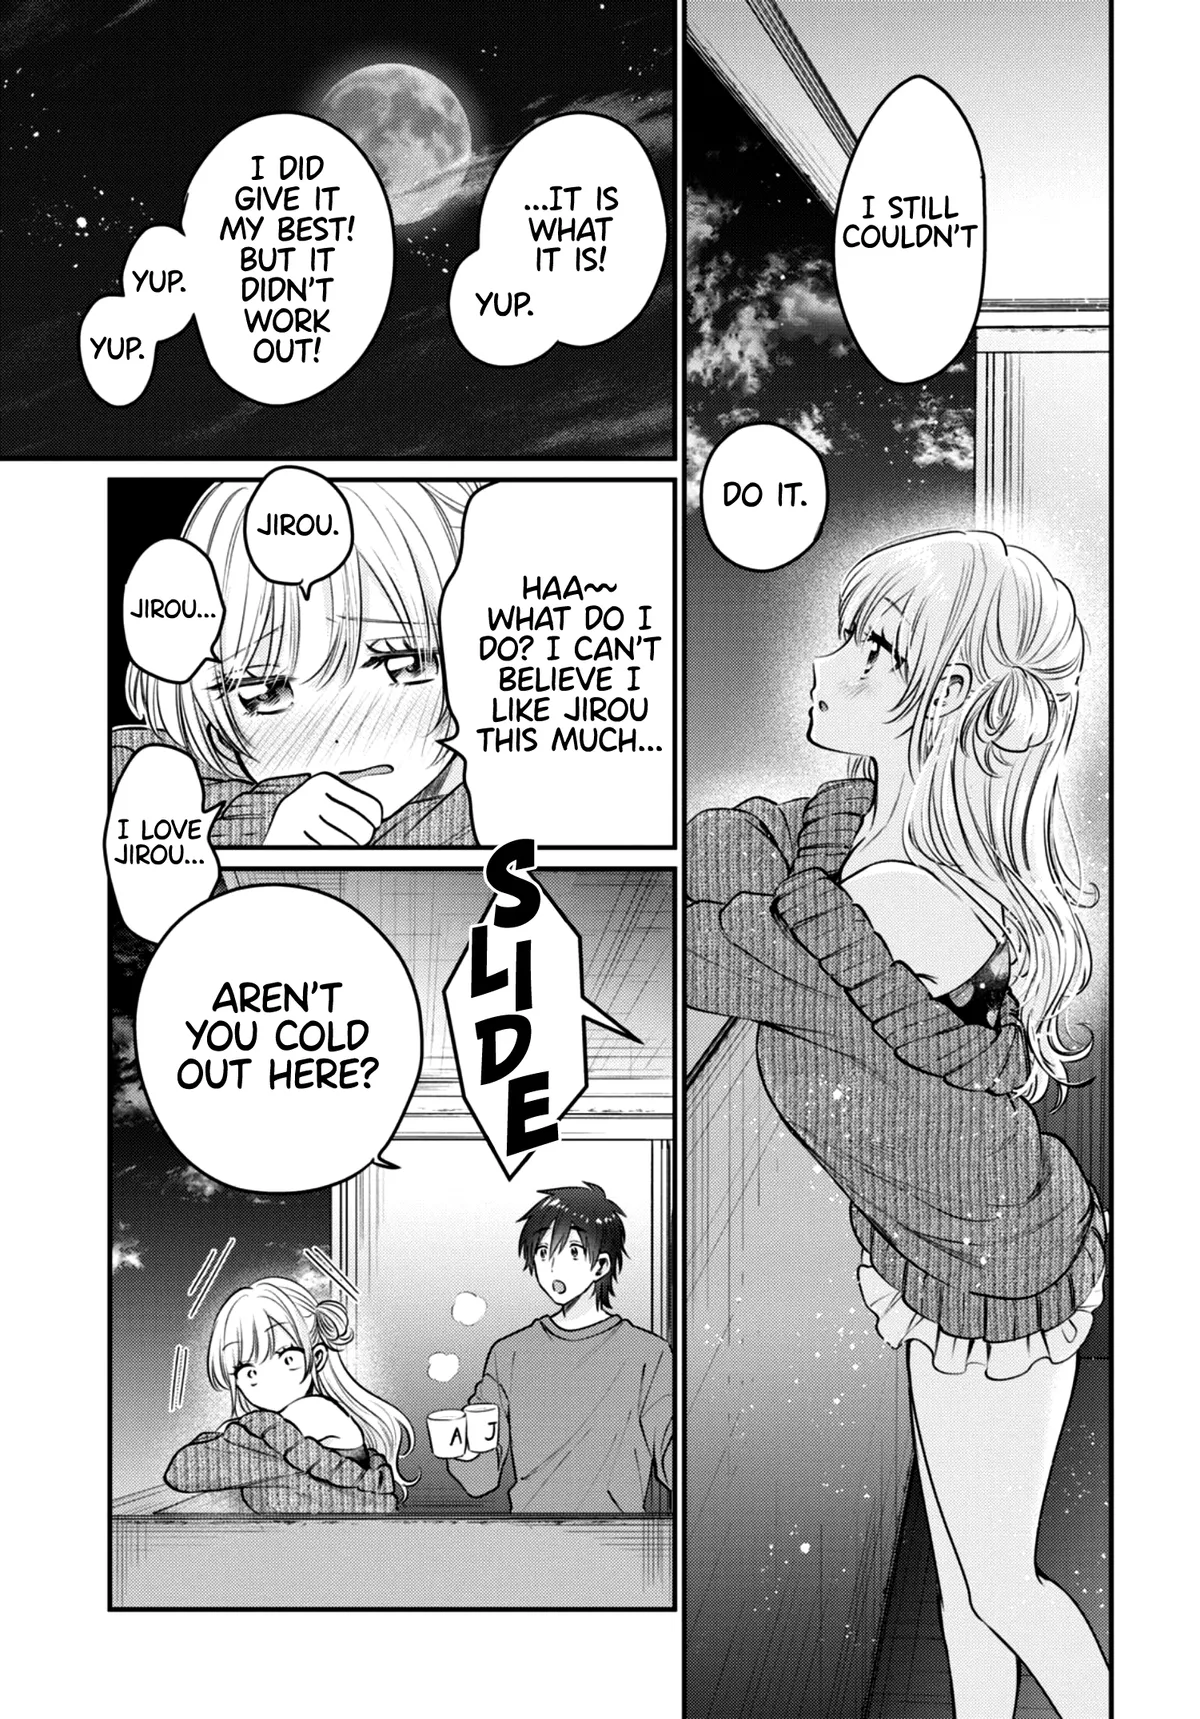 I STILL
COULDN'T
DO IT.
...IT IS
WHAT
IT IS!
YUP.
I DID
GIVE IT
MY BEST!
BUT IT
DIDN'T
WORK
OUT!
YUP.
YUP.
HAA~~
WHAT DO I
DO? I CAN'T
BELIEVE I
LIKE JIROU
THIS MUCH...
JIROU.
JIROU...
I LOVE
JIROU...
SLIDE
AREN'T
YOU COLD
OUT HERE?
A J